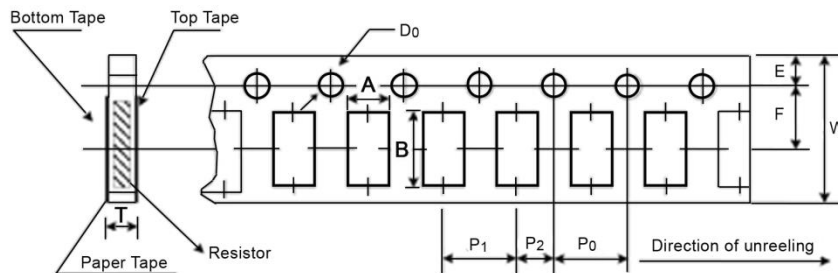 Bottom Tape
Top Tape
D0
E
A
F
W
B
T
Resistor
P1
P2
P0
Direction of unreeling
Paper Tape